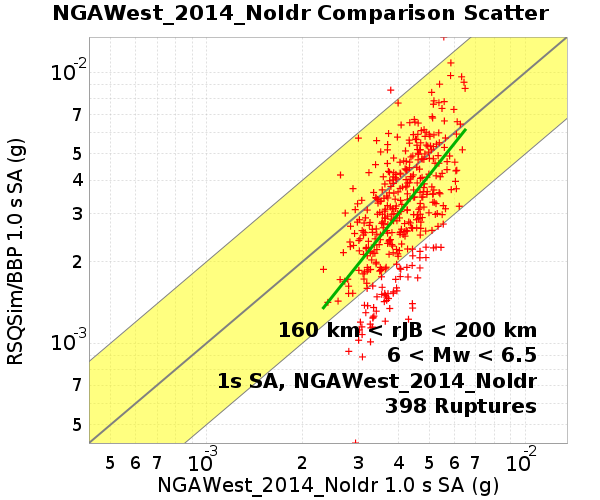 NGAWest_2014_NoIdr Comparison Scatter
RSQSim/BBP 1.0 s SA (g)
10-2
7
5
4
3
2
10-3
7
5
160 km < rJB < 200 km
6 < Mw < 6.5
1s SA, NGAWest_2014_NoIdr
398 Ruptures
5 6 7 10-3 2 3 4 5 6 7 10-2
NGAWest_2014_NoIdr 1.0 s SA (g)